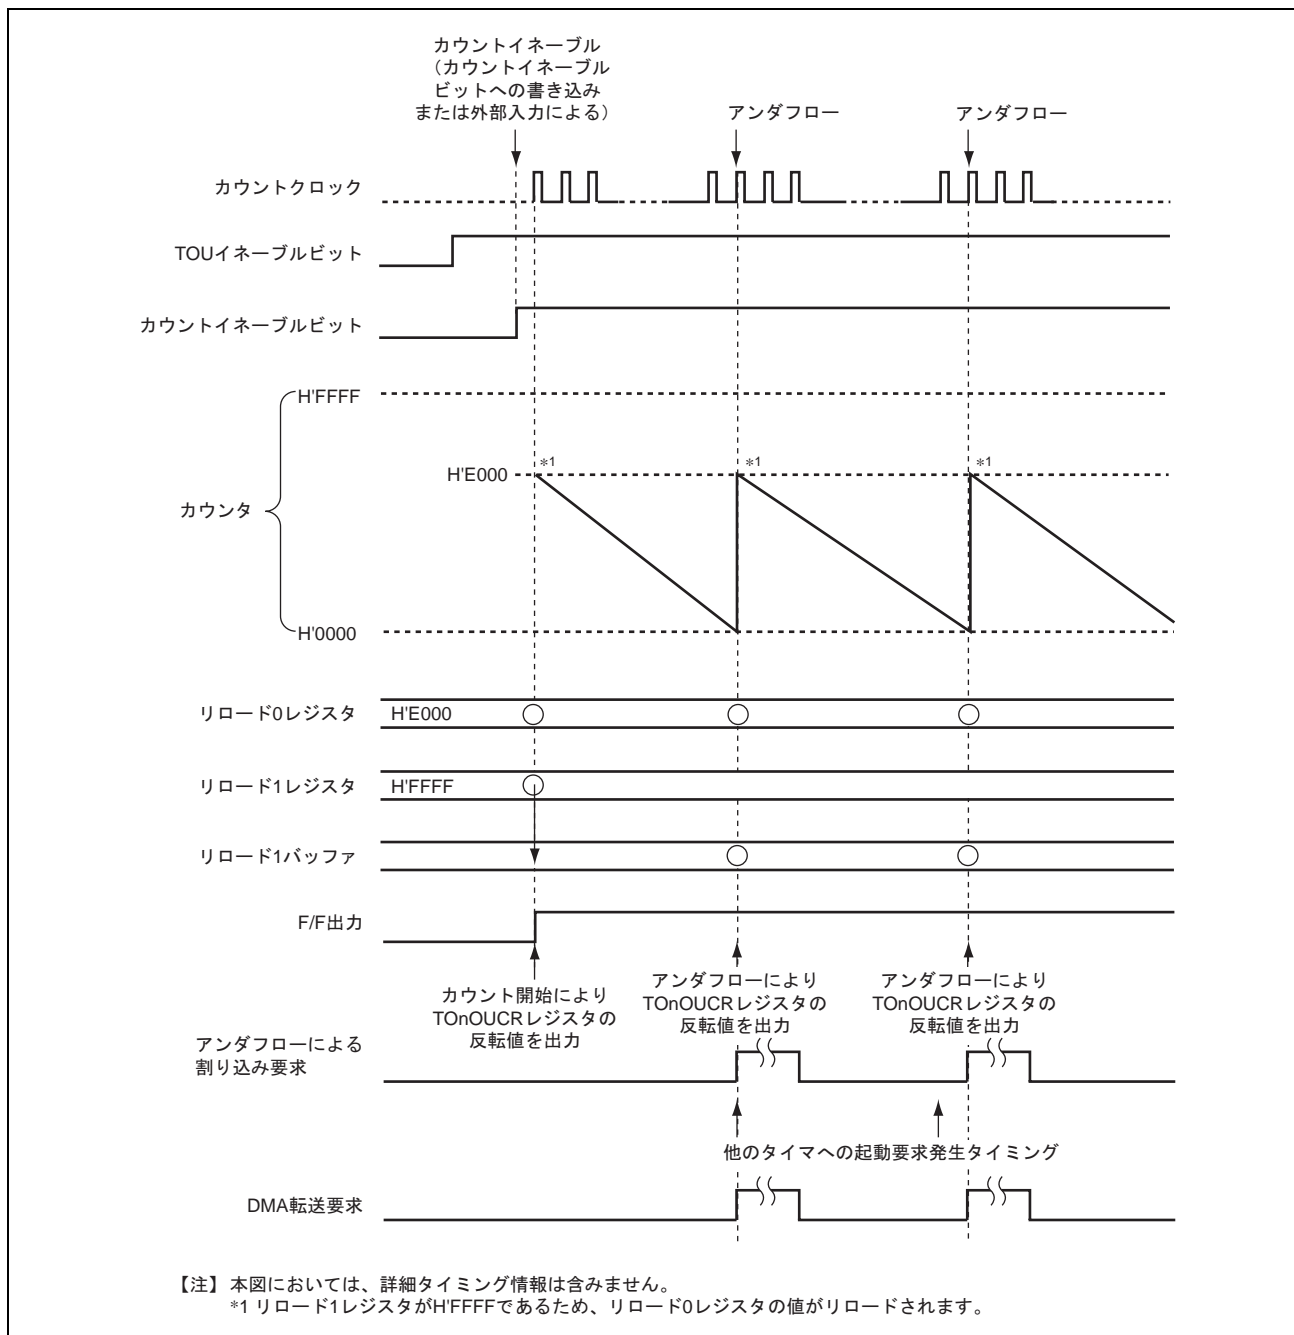 カウントイネーブル
（カウントイネーブル
ビットへの書き込み
または外部入力による）
アンダフロー
アンダフロー
カウントクロック
TOUイネーブルビット
カウントイネーブルビット
H'FFFF
*1
*1
*1
H'E000
カウンタ
H'0000
リロード0レジスタ
H'E000
リロード1レジスタ
H'FFFF
リロード1バッファ
F/F出力
カウント開始により
TOnOUCRレジスタの
反転値を出力
アンダフローにより
TOnOUCRレジスタの
反転値を出力
アンダフローにより
TOnOUCRレジスタの
反転値を出力
アンダフローによる
割り込み要求
他のタイマへの起動要求発生タイミング
DMA転送要求
【注】 本図においては、詳細タイミング情報は含みません。
*1 リロード1レジスタがH'FFFFであるため、リロード0レジスタの値がリロードされます。